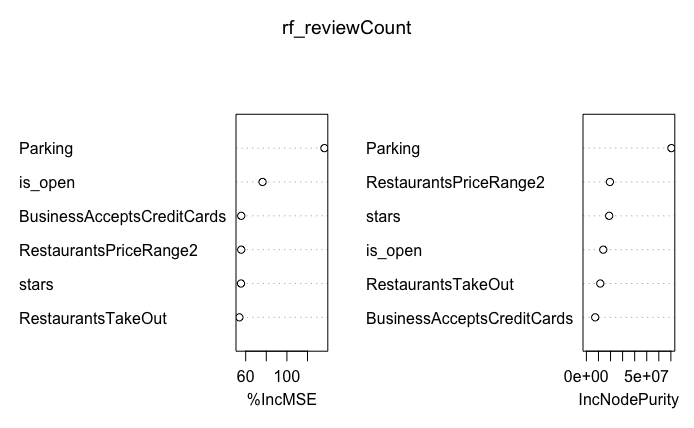 rf_reviewCount
Parking
is_open
BusinessAcceptsCreditCards
RestaurantsPriceRange2
stars
RestaurantsTakeOut
60 100
%IncMSE
Parking
RestaurantsPriceRange2
stars
is_open
RestaurantsTakeOut
BusinessAcceptsCreditCards
0e+00 5e+07
IncNodePurity